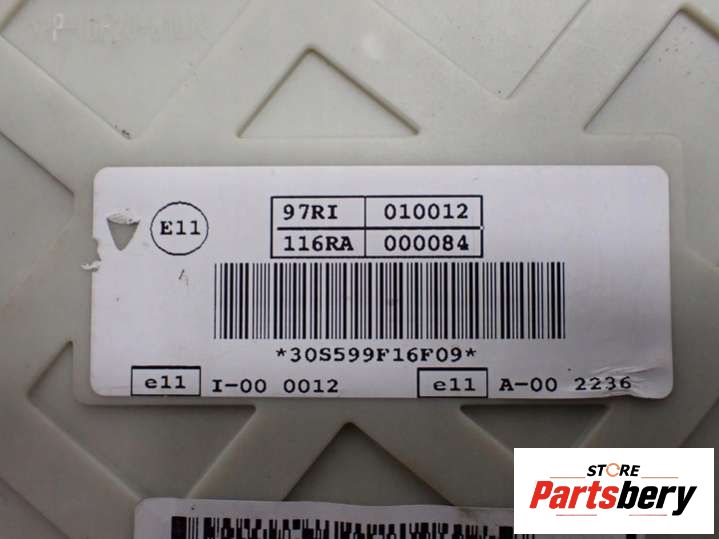 E11
97RI 010012
116RA 000084
*30S599F16F09*
e11 I-00 0012 e11 A-00 2236
STORE
Partsbery